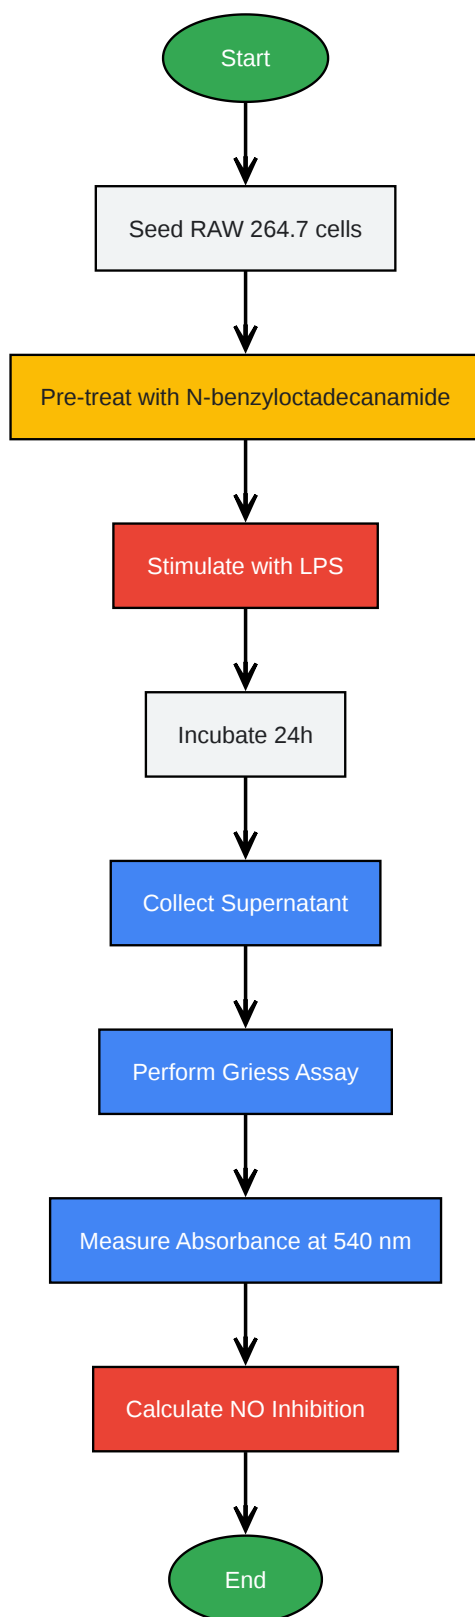 Start
Seed RAW 264.7 cells
Pre-treat with N-benzyloctadecanamide
Stimulate with LPS
Incubate 24h
Collect Supernatant
Perform Griess Assay
Measure Absorbance at 540 nm
Calculate NO Inhibition
End